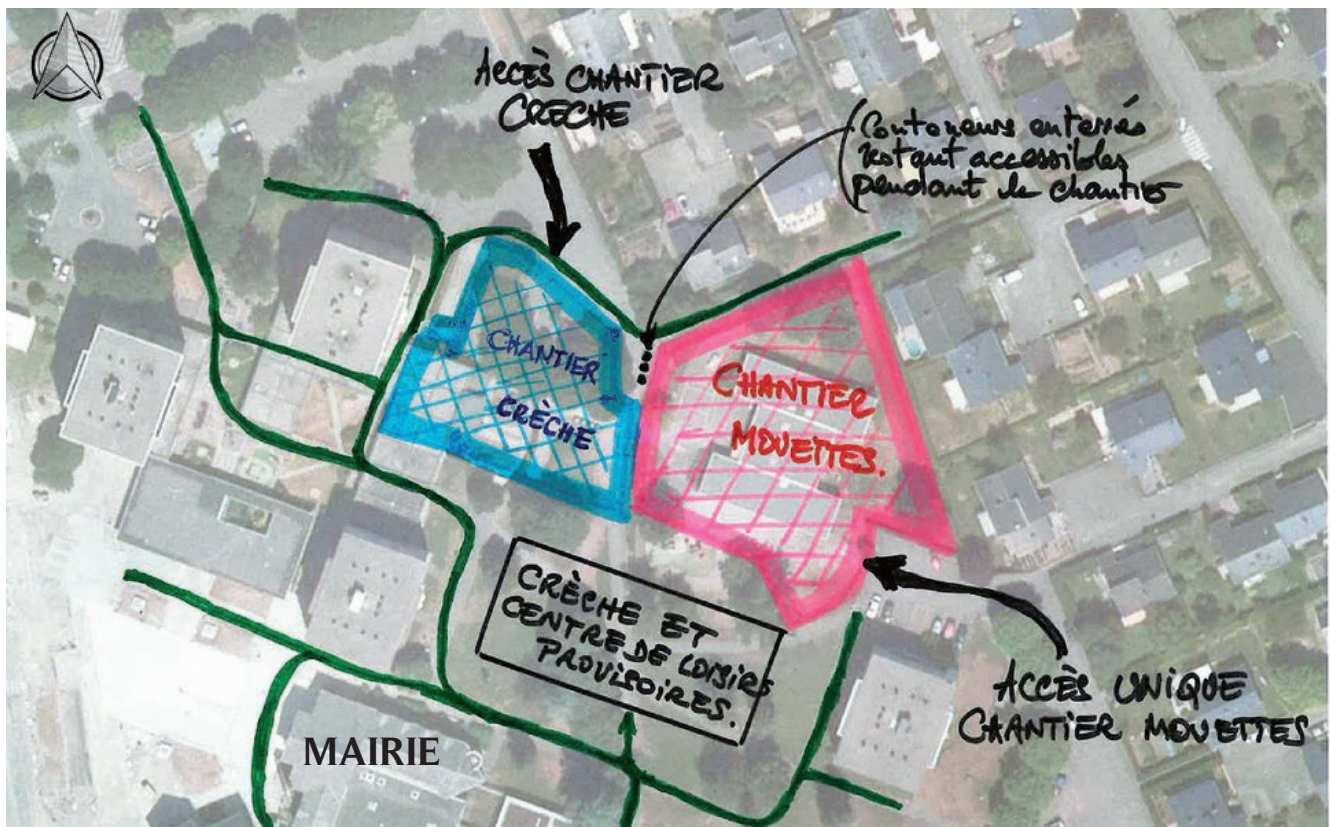 ACCÈS CHANTIER
CRECHE
(Conteneurs enterrés
restant accessibles
pendant le chantier
CHANTIER
CRÈCHE
CHANTIER
MOUETTES.
CRÈCHE ET
CENTRE DE LOISIRS
PROVISOIRES.
ACCÈS UNIQUE
CHANTIER MOUETTES
MAIRIE